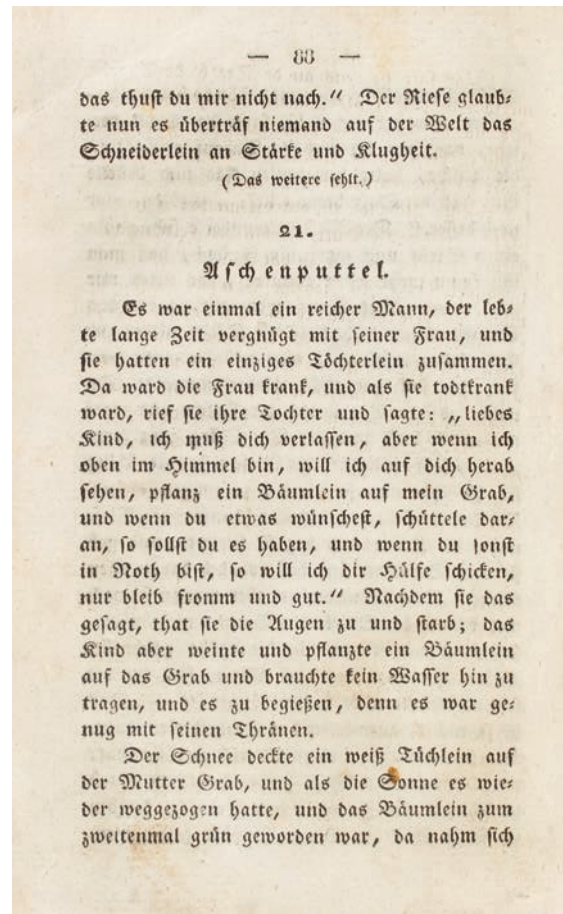 — 88 —
das thust du mir nicht nach.“ Der Riese glaub⸗
te nun es überträf niemand auf der Welt das
Schneiderlein an Stärke und Klugheit.
(Das weitere fehlt.)
21.
Aschenputtel.
Es war einmal ein reicher Mann, der leb⸗
te lange Zeit vergnügt mit seiner Frau, und
sie hatten ein einziges Töchterlein zusammen.
Da ward die Frau krank, und als sie todtkrank
ward, rief sie ihre Tochter und sagte: „liebes
Kind, ich muß dich verlassen, aber wenn ich
oben im Himmel bin, will ich auf dich herab
sehen, pflanz ein Bäumlein auf mein Grab,
und wenn du etwas wünschest, schüttele dar⸗
an, so sollst du es haben, und wenn du sonst
in Noth bist, so will ich dir Hülfe schicken,
nur bleib fromm und gut.“ Nachdem sie das
gesagt, that sie die Augen zu und starb; das
Kind aber weinte und pflanzte ein Bäumlein
auf das Grab und brauchte kein Wasser hin zu
tragen, und es zu begießen, denn es war ge⸗
nug mit seinen Thränen.
Der Schnee deckte ein weiß Tüchlein auf
der Mutter Grab, und als die Sonne es wie⸗
der weggezogen hatte, und das Bäumlein zum
zweitenmal grün geworden war, da nahm sich